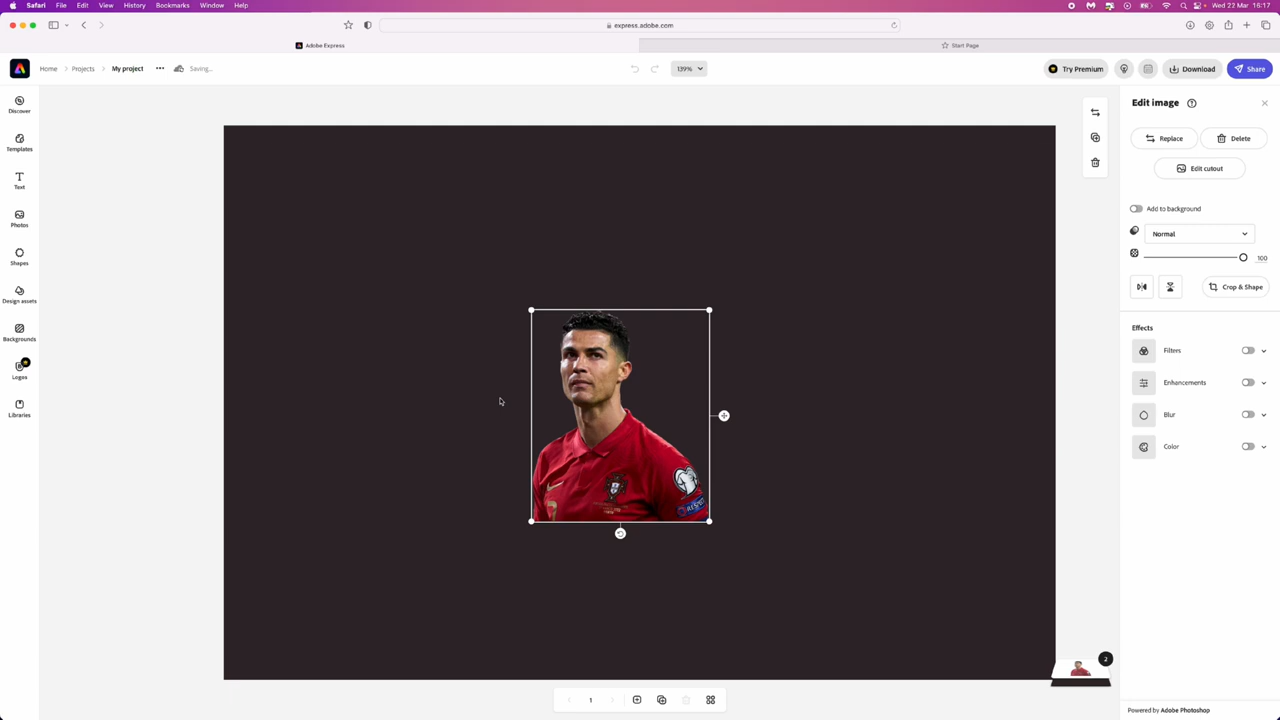 Safari File Edit View History Bookmarks Window Help Wed 22 Mar 16:17
express.adobe.com
Adobe Express Start Page
Home Projects My project Saving... 139% Try Premium Download Share
Discover
Templates
Text
Photos
Shapes
Design assets
Backgrounds
Logos
Libraries
RESPE
7
1
2
Edit image
Replace Delete
Edit cutout
Add to background
Normal
100
Crop & Shape
Effects
Filters
Enhancements
Blur
Color
Powered by Adobe Photoshop